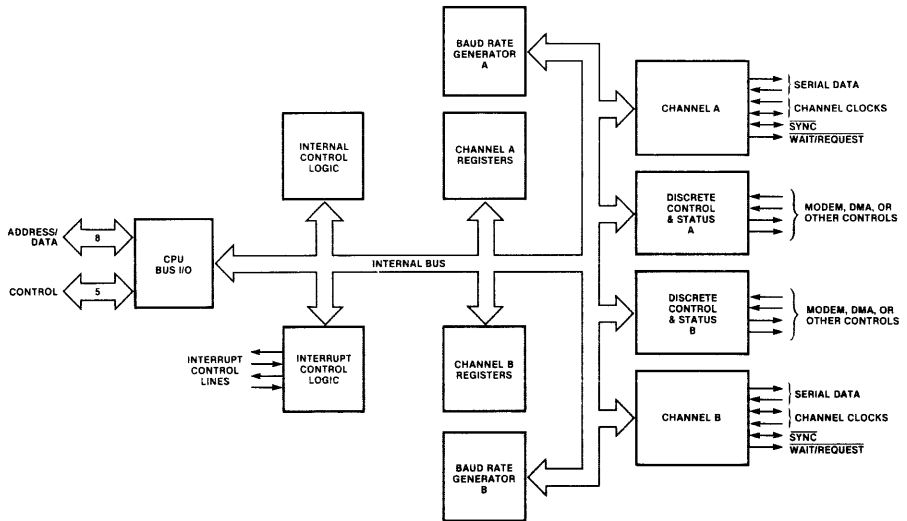 BAUD RATE
GENERATOR
A
CHANNEL A
SERIAL DATA
CHANNEL CLOCKS
SYNC
WAIT/REQUEST
INTERNAL
CONTROL
LOGIC
CHANNEL A
REGISTERS
DISCRETE
CONTROL
& STATUS
A
MODEM, DMA, OR
OTHER CONTROLS
ADDRESS/
DATA
8
CPU
BUS I/O
INTERNAL BUS
CONTROL
5
DISCRETE
CONTROL
& STATUS
B
MODEM, DMA, OR
OTHER CONTROLS
INTERRUPT
CONTROL
LINES
INTERRUPT
CONTROL
LOGIC
CHANNEL B
REGISTERS
CHANNEL B
SERIAL DATA
CHANNEL CLOCKS
SYNC
WAIT/REQUEST
BAUD RATE
GENERATOR
B